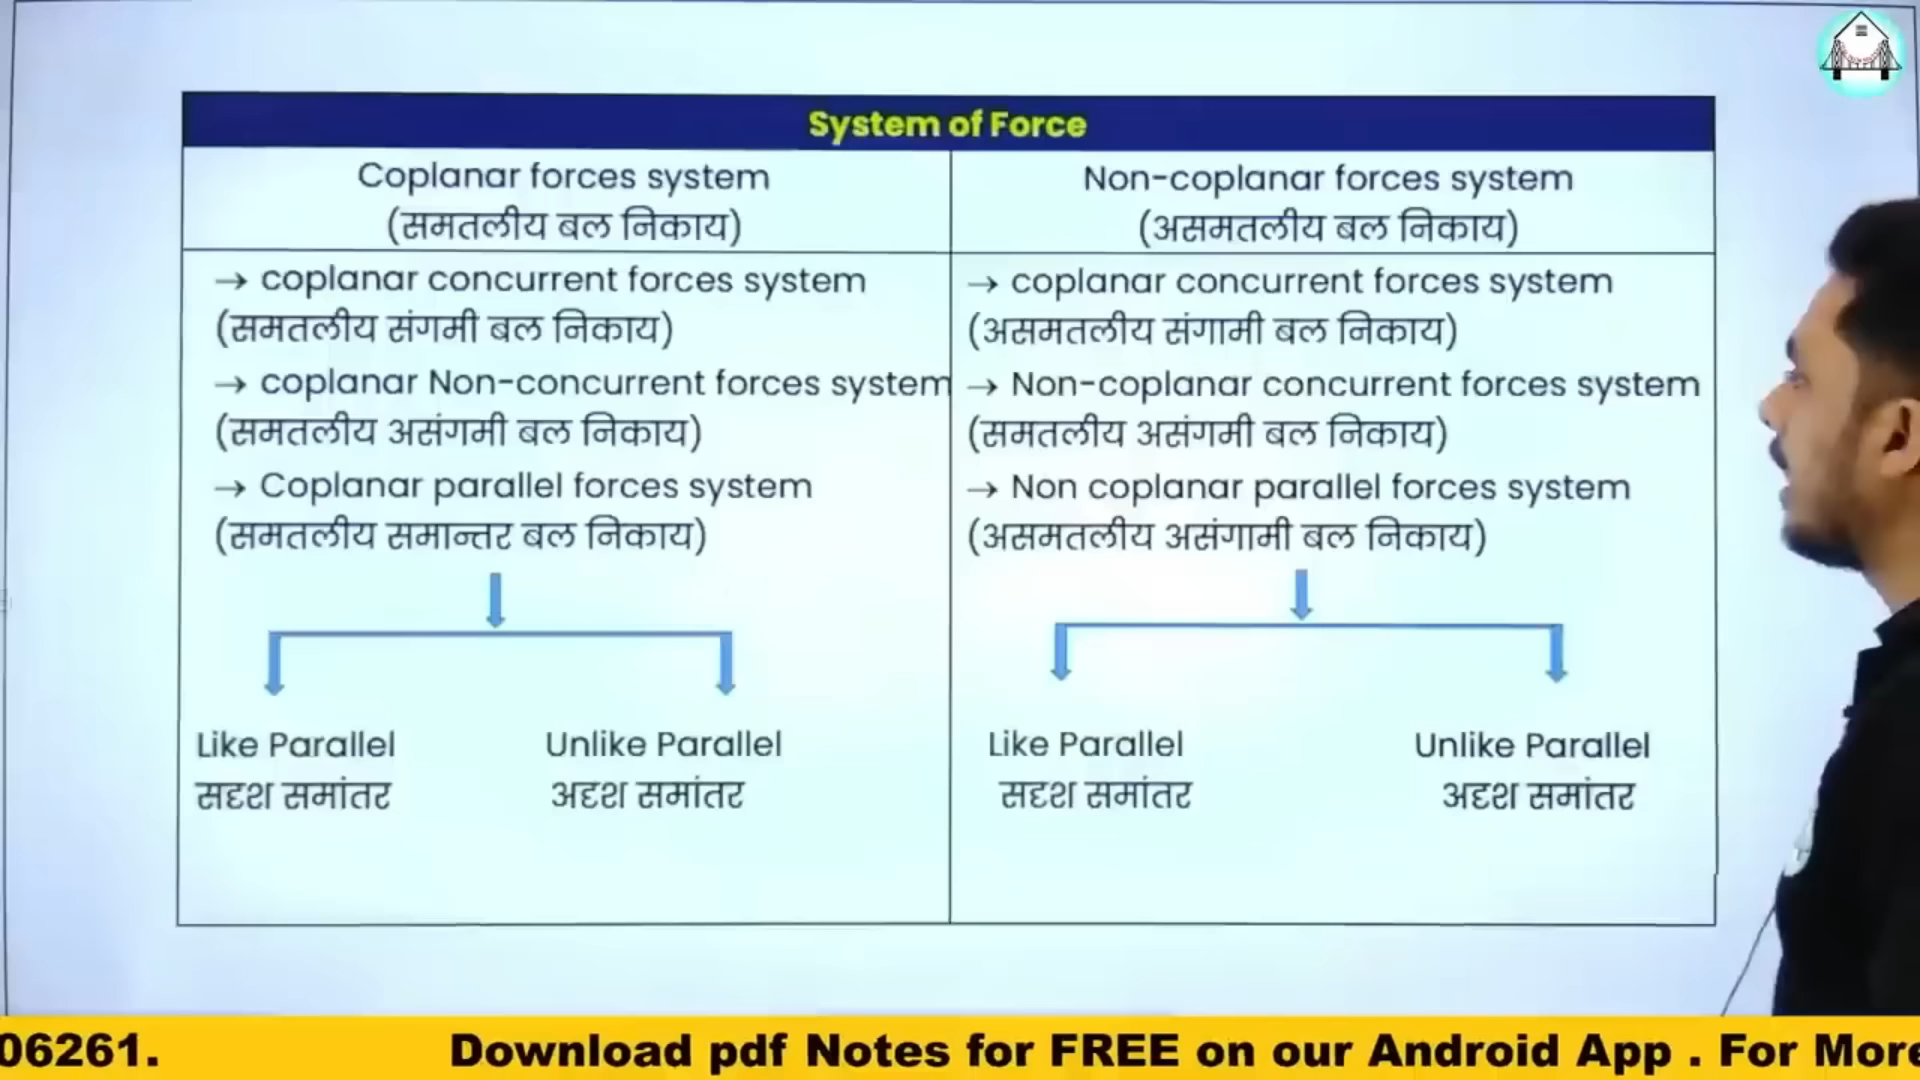 System of Force
Coplanar forces system
(समतलीय बल निकाय)
→ coplanar concurrent forces system
(समतलीय संगमी बल निकाय)
→ coplanar Non-concurrent forces system
(समतलीय असंगमी बल निकाय)
→ Coplanar parallel forces system
(समतलीय समान्तर बल निकाय)
Like Parallel
सदृश समांतर
Unlike Parallel
अदृश समांतर
Non-coplanar forces system
(असमतलीय बल निकाय)
→ coplanar concurrent forces system
(असमतलीय संगामी बल निकाय)
→ Non-coplanar concurrent forces system
(समतलीय असंगमी बल निकाय)
→ Non coplanar parallel forces system
(असमतलीय असंगामी बल निकाय)
Like Parallel
सदृश समांतर
Unlike Parallel
अदृश समांतर
06261. Download pdf Notes for FREE on our Android App . For More